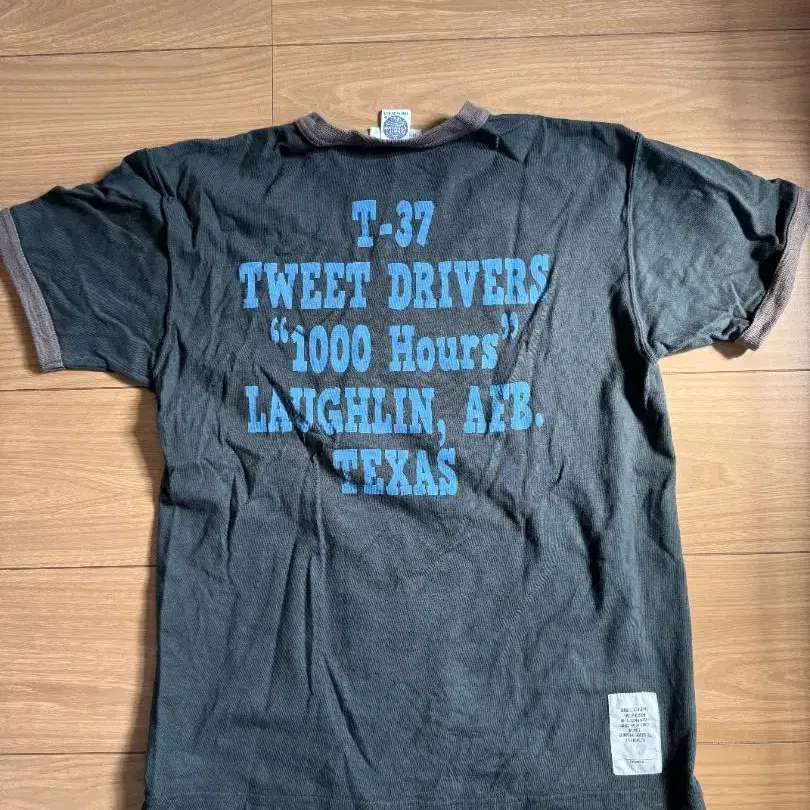 T-37
TWEET DRIVERS
“1000 Hours”
LAUGHLIN, AFB.
TEXAS